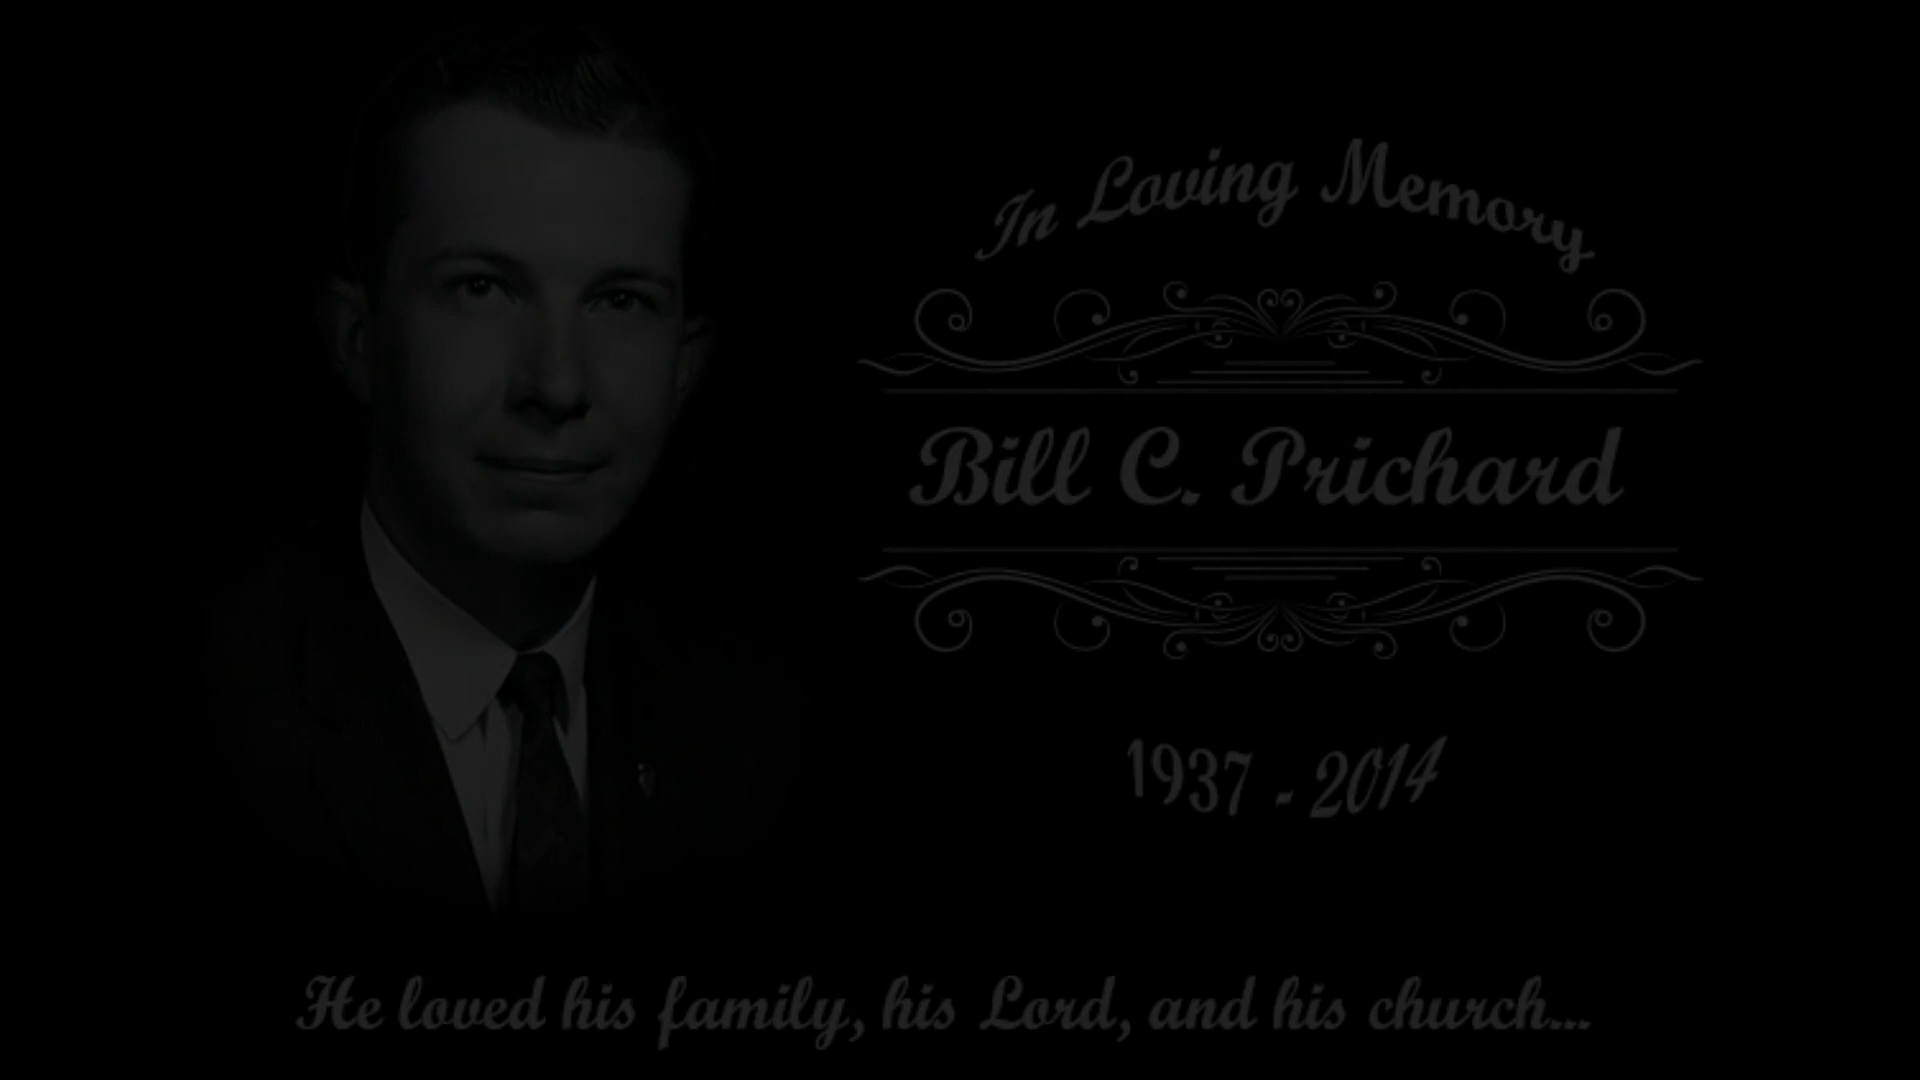 In Loving Memory
Bill C. Prichard
1937 - 2014
He loved his family, his Lord, and his church...